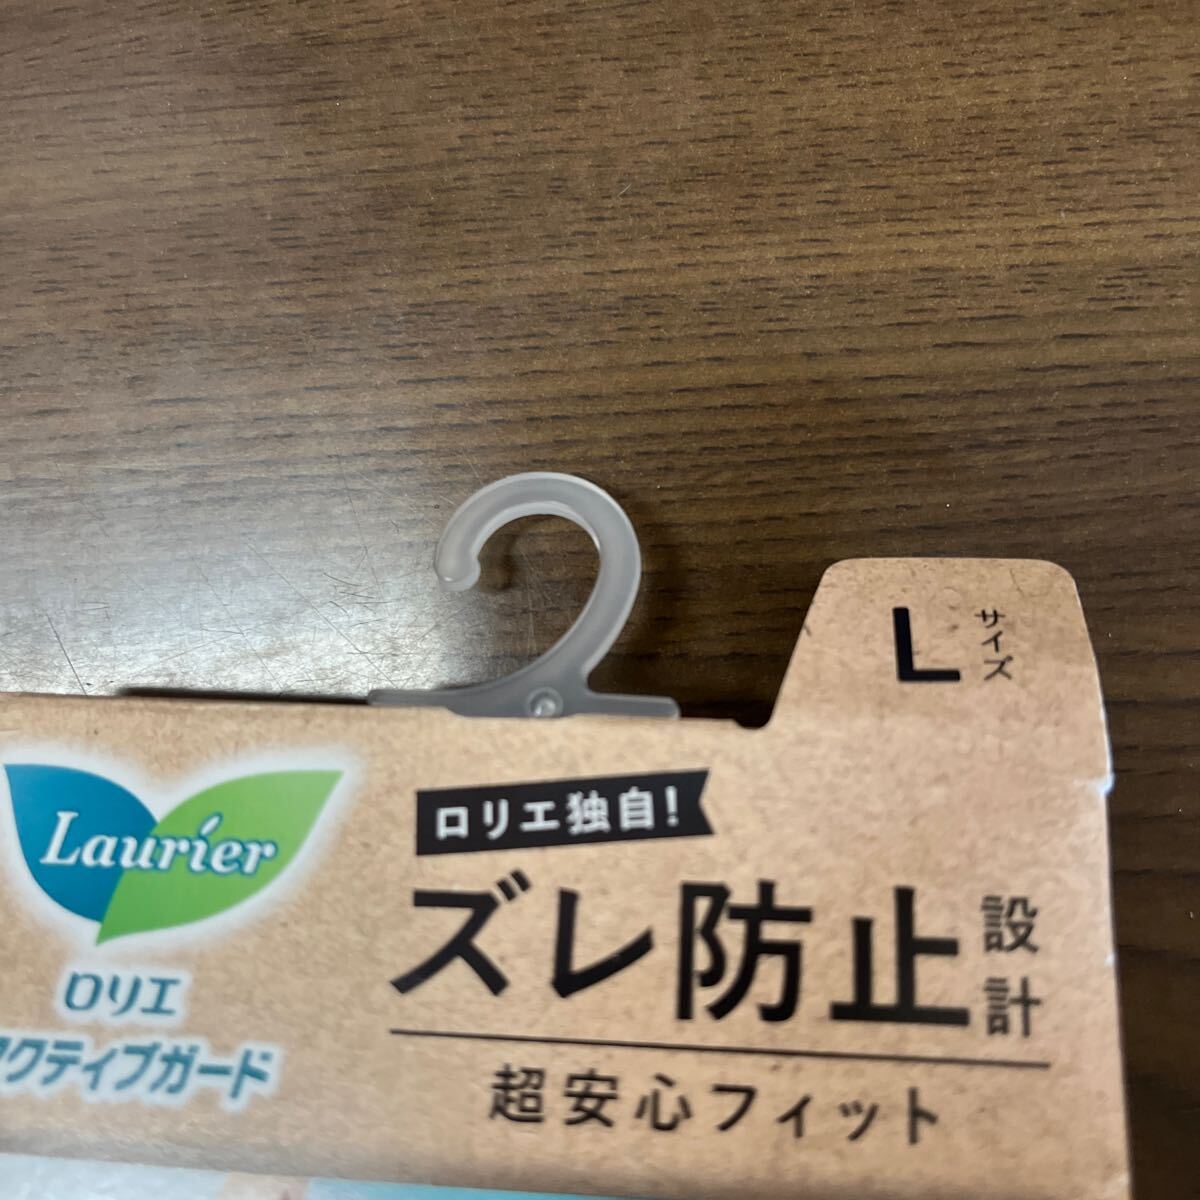 L サイズ
Laurier
ロリエ
アクティブガード
ロリエ独自!
ズレ防止設計
超安心フィット